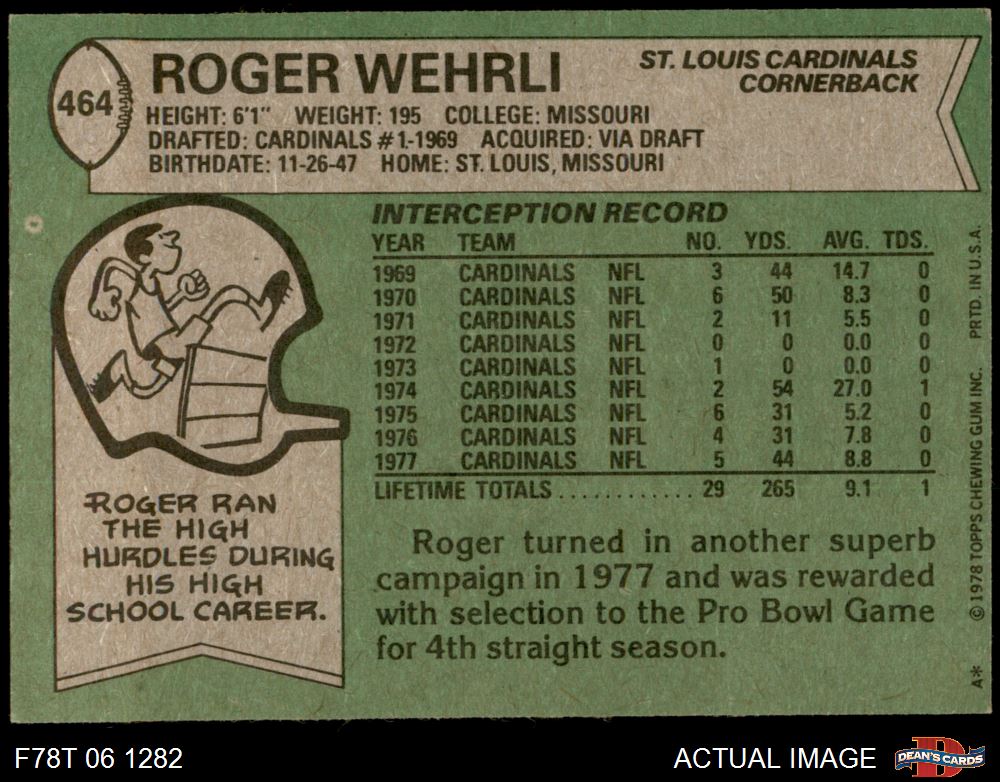 464
ROGER WEHRLI
ST. LOUIS CARDINALS
CORNERBACK
HEIGHT: 6'1" WEIGHT: 195 COLLEGE: MISSOURI
DRAFTED: CARDINALS #1-1969 ACQUIRED: VIA DRAFT
BIRTHDATE: 11-26-47 HOME: ST. LOUIS, MISSOURI
INTERCEPTION RECORD
YEAR TEAM NO. YDS. AVG. TDS.
1969 CARDINALS NFL 3 44 14.7 0
1970 CARDINALS NFL 6 50 8.3 0
1971 CARDINALS NFL 2 11 5.5 0
1972 CARDINALS NFL 0 0 0.0 0
1973 CARDINALS NFL 1 0 0.0 0
1974 CARDINALS NFL 2 54 27.0 1
1975 CARDINALS NFL 6 31 5.2 0
1976 CARDINALS NFL 4 31 7.8 0
1977 CARDINALS NFL 5 44 8.8 0
LIFETIME TOTALS ............ 29 265 9.1 1
ROGER RAN
THE HIGH
HURDLES DURING
HIS HIGH
SCHOOL CAREER.
Roger turned in another superb
campaign in 1977 and was rewarded
with selection to the Pro Bowl Game
for 4th straight season.
A* © 1978 TOPPS CHEWING GUM INC. PRTD. IN U.S.A.
F78T 06 1282
ACTUAL IMAGE
D
DEAN'S CARDS